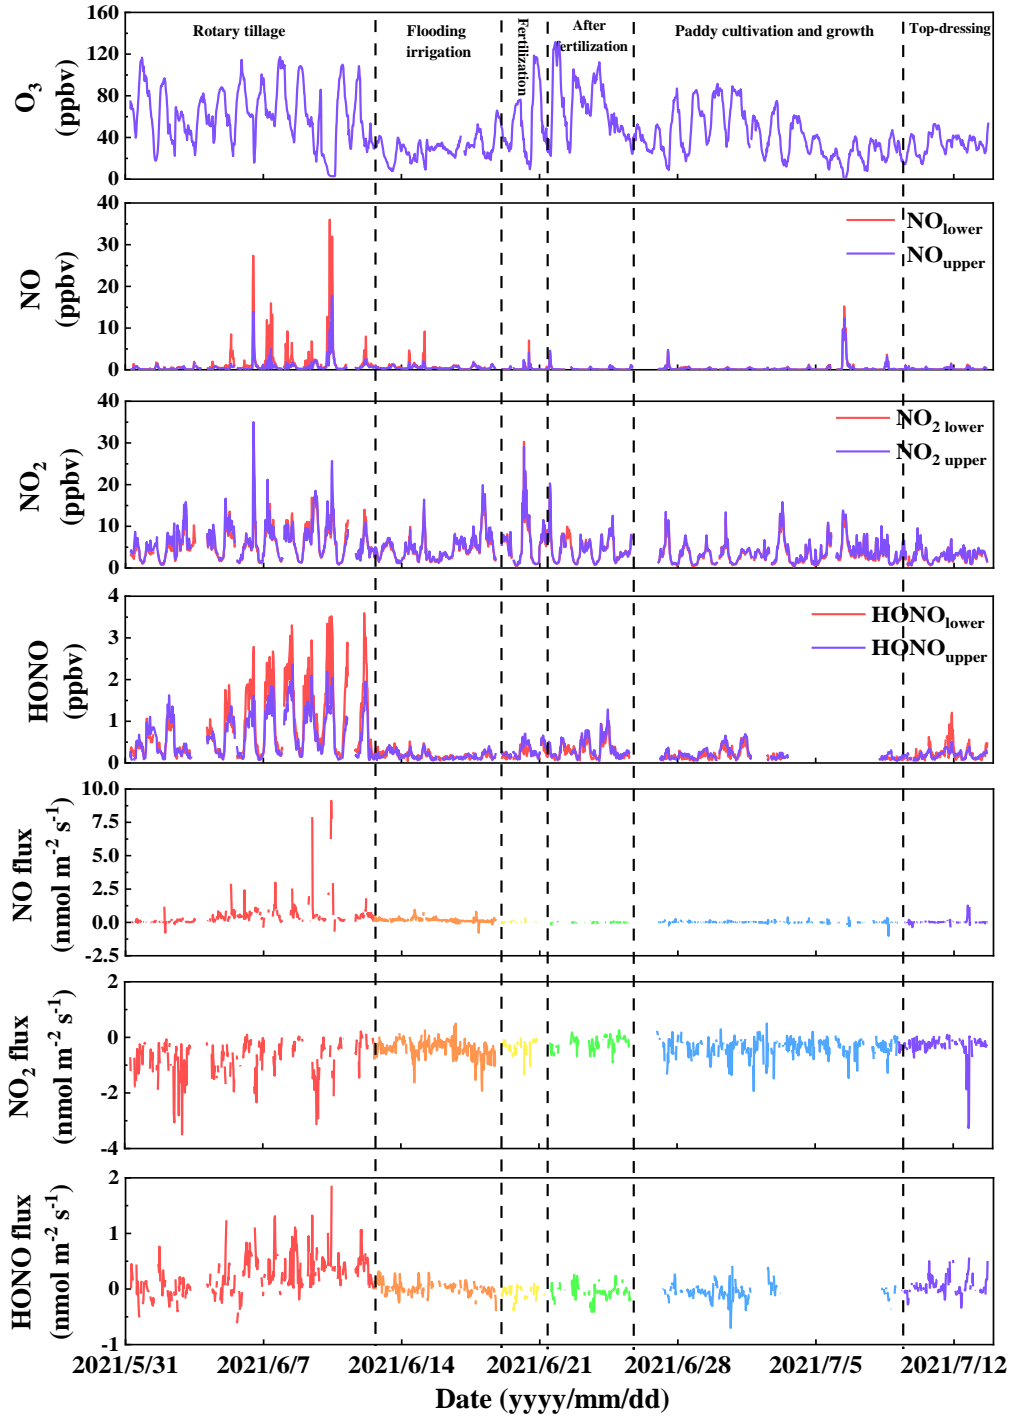 Rotary tillage
Flooding
irrigation
Fertilization
After
fertilization
Paddy cultivation and growth
Top-dressing
O3
(ppbv)
160
120
80
40
0
NO
(ppbv)
40
30
20
10
0
NOlower
NOupper
NO2
(ppbv)
40
30
20
10
0
NO2 lower
NO2 upper
HONO
(ppbv)
4
3
2
1
0
HONOlower
HONOupper
NO flux
(nmol m-2 s-1)
10.0
7.5
5.0
2.5
0.0
-2.5
NO2 flux
(nmol m-2 s-1)
2
0
-2
-4
HONO flux
(nmol m-2 s-1)
2
1
0
-1
2021/5/31 2021/6/7 2021/6/14 2021/6/21 2021/6/28 2021/7/5 2021/7/12
Date (yyyy/mm/dd)